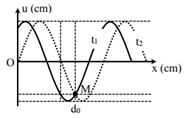 u (cm)
t₁
t₂
O
x (cm)
M
d₀